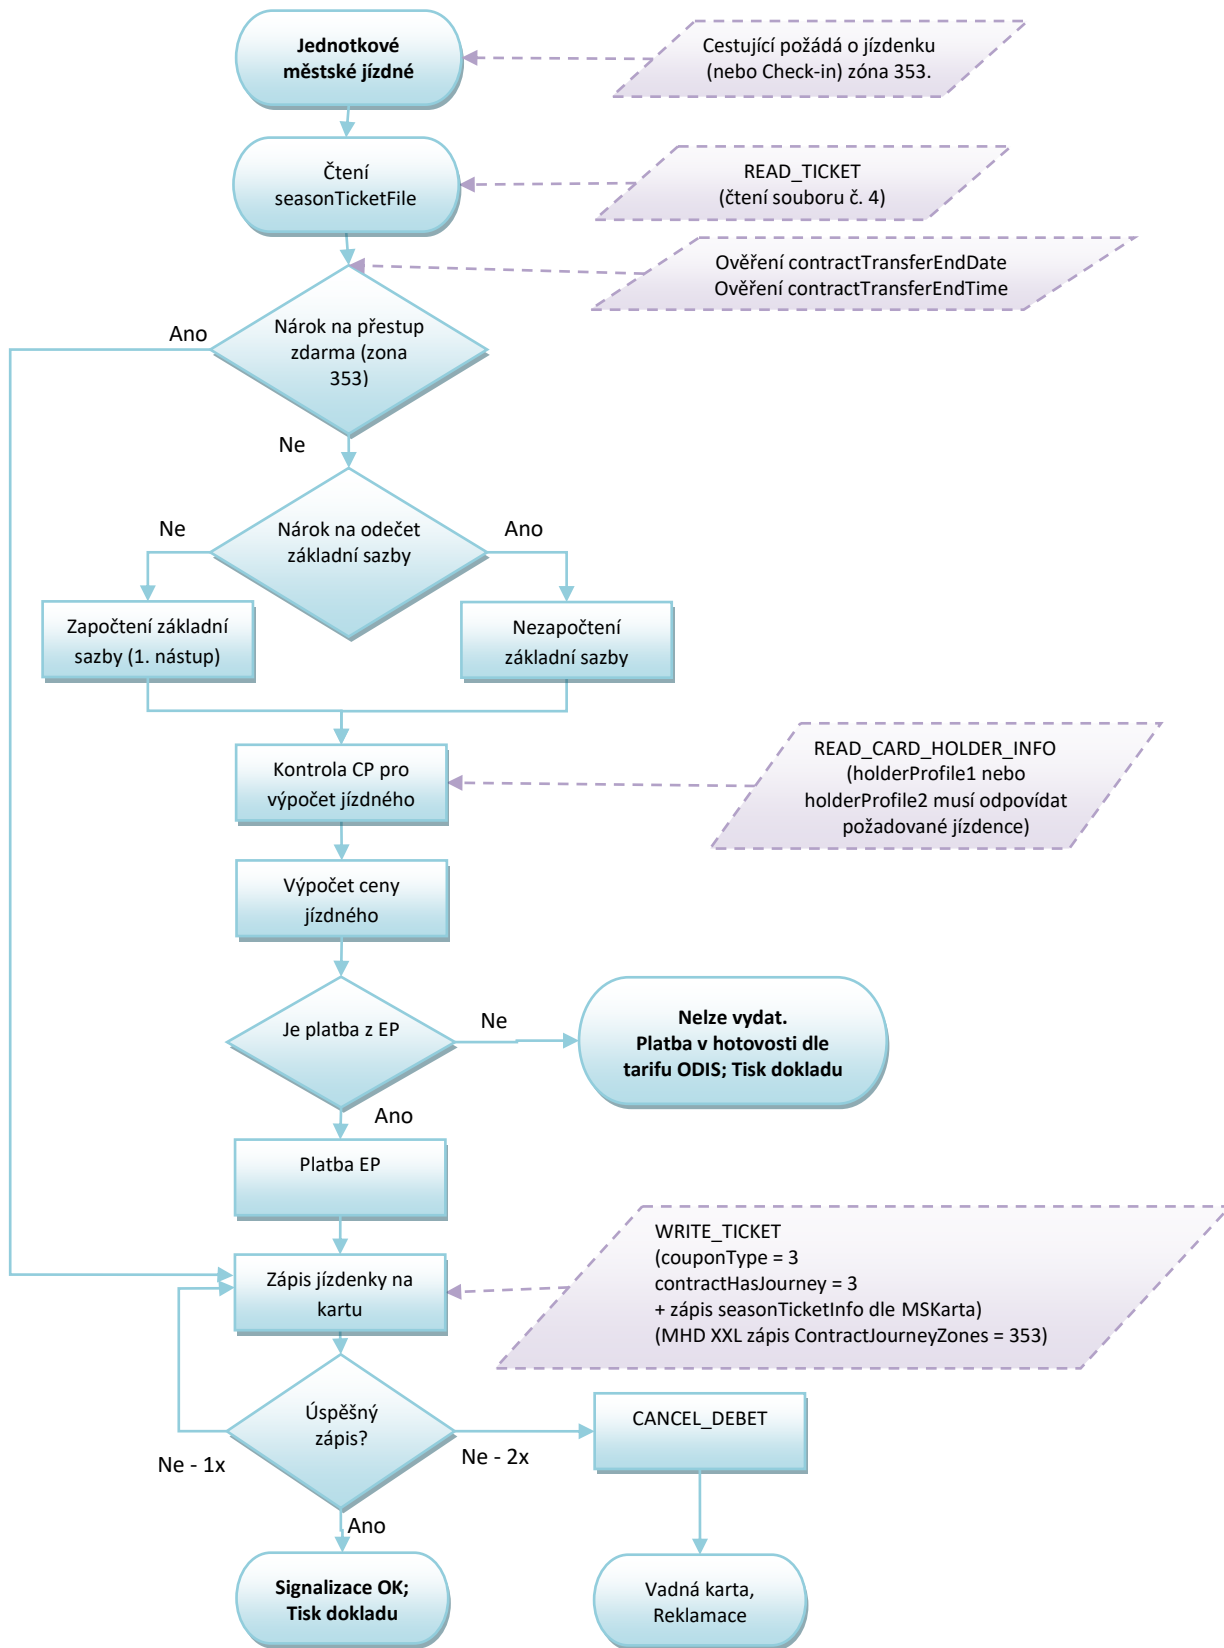 Jednotkové
městské jízdné
Cestující požádá o jízdenku
(nebo Check-in) zóna 353.
Čtení
seasonTicketFile
READ_TICKET
(čtení souboru č. 4)
Ověření contractTransferEndDate
Ověření contractTransferEndTime
Ano
Nárok na přestup
zdarma (zona
353)
Ne
Ne
Nárok na odečet
základní sazby
Ano
Započtení základní
sazby (1. nástup)
Nezapočtení
základní sazby
Kontrola CP pro
výpočet jízdného
READ_CARD_HOLDER_INFO
(holderProfile1 nebo
holderProfile2 musí odpovídat
požadované jízdence)
Výpočet ceny
jízdného
Je platba z EP
Ne
Nelze vydat.
Platba v hotovosti dle
tarifu ODIS; Tisk dokladu
Ano
Platba EP
WRITE_TICKET
(couponType = 3
contractHasJourney = 3
+ zápis seasonTicketInfo dle MSKarta)
(MHD XXL zápis ContractJourneyZones = 353)
Zápis jízdenky na
kartu
Úspěšný
zápis?
CANCEL_DEBET
Ne - 1x
Ne - 2x
Ano
Signalizace OK;
Tisk dokladu
Vadná karta,
Reklamace